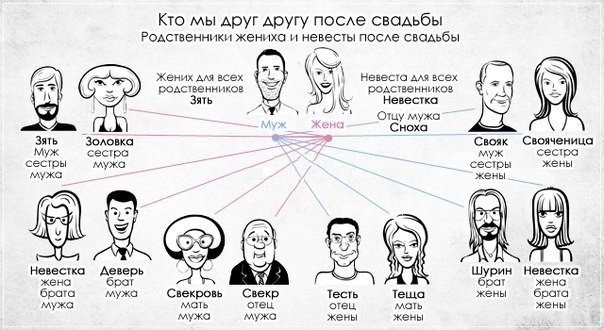 Кто мы друг другу после свадьбы
Родственники жениха и невесты после свадьбы
Жених для всех
родственников
Зять
Невеста для всех
родственников
Невестка
Отцу мужа
Сноха
Муж
Жена
Зять
Муж
сестры
мужа
Золовка
сестра
мужа
Свояк
муж
сестры
жены
Свояченица
сестра
жены
Невестка
жена
брата
мужа
Деверь
брат
мужа
Свекровь
мать
мужа
Свекр
отец
мужа
Тесть
отец
жены
Теща
мать
жены
Шурин
брат
жены
Невестка
жена
брата
жены